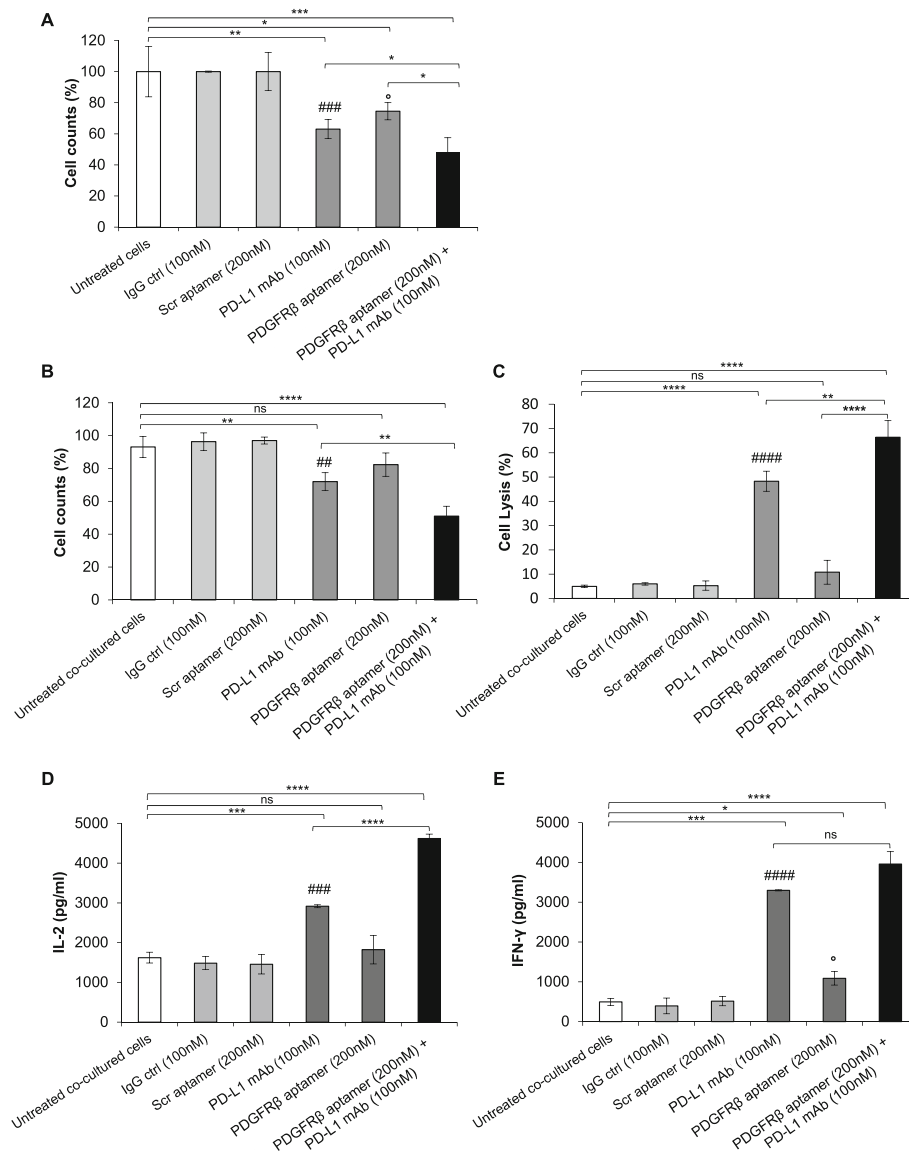 A
***
*
**
*
*
###
°
Cell counts (%)
120
100
80
60
40
20
0
Untreated cells
IgG ctrl (100nM)
Scr aptamer (200nM)
PD-L1 mAb (100nM)
PDGFRβ aptamer (200nM)
PDGFRβ aptamer (200nM) +
PD-L1 mAb (100nM)
B
****
ns
**
**
##
Cell counts (%)
120
100
80
60
40
20
0
Untreated co-cultured cells
IgG ctrl (100nM)
Scr aptamer (200nM)
PD-L1 mAb (100nM)
PDGFRβ aptamer (200nM)
PDGFRβ aptamer (200nM) +
PD-L1 mAb (100nM)
C
****
ns
****
**
****
####
Cell Lysis (%)
80
70
60
50
40
30
20
10
0
Untreated co-cultured cells
IgG ctrl (100nM)
Scr aptamer (200nM)
PD-L1 mAb (100nM)
PDGFRβ aptamer (200nM)
PDGFRβ aptamer (200nM) +
PD-L1 mAb (100nM)
D
****
ns
***
****
###
IL-2 (pg/ml)
5000
4000
3000
2000
1000
0
Untreated co-cultured cells
IgG ctrl (100nM)
Scr aptamer (200nM)
PD-L1 mAb (100nM)
PDGFRβ aptamer (200nM)
PDGFRβ aptamer (200nM) +
PD-L1 mAb (100nM)
E
****
*
***
ns
####
°
IFN-γ (pg/ml)
5000
4000
3000
2000
1000
0
Untreated co-cultured cells
IgG ctrl (100nM)
Scr aptamer (200nM)
PD-L1 mAb (100nM)
PDGFRβ aptamer (200nM)
PDGFRβ aptamer (200nM) +
PD-L1 mAb (100nM)